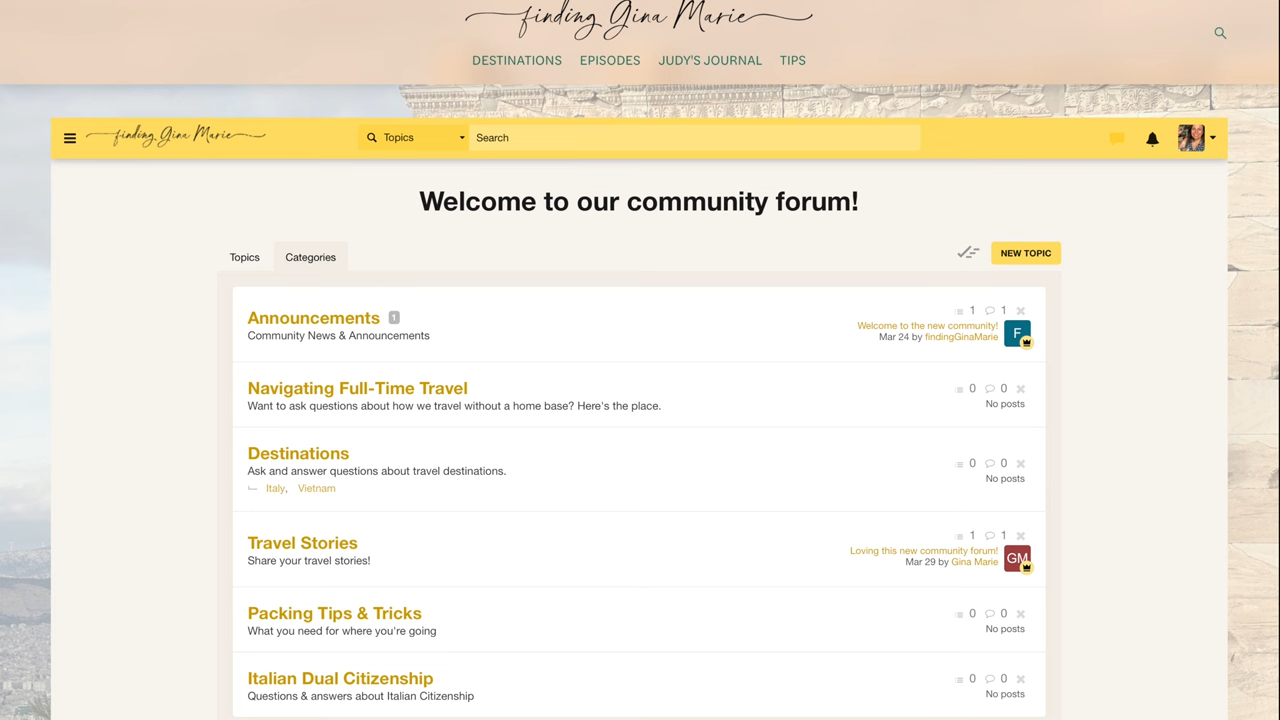 finding Gina Marie
DESTINATIONS EPISODES JUDY'S JOURNAL TIPS
finding Gina Marie Topics Search
Welcome to our community forum!
Topics Categories NEW TOPIC
Announcements 1 1 1
Community News & Announcements
Welcome to the new community!
Mar 24 by findingGinaMarie
F
Navigating Full-Time Travel 0 0
Want to ask questions about how we travel without a home base? Here's the place. No posts
Destinations 0 0
Ask and answer questions about travel destinations. No posts
Italy, Vietnam
Travel Stories 1 1
Share your travel stories!
Loving this new community forum!
Mar 29 by Gina Marie
GM
Packing Tips & Tricks 0 0
What you need for where you're going No posts
Italian Dual Citizenship 0 0
Questions & answers about Italian Citizenship No posts